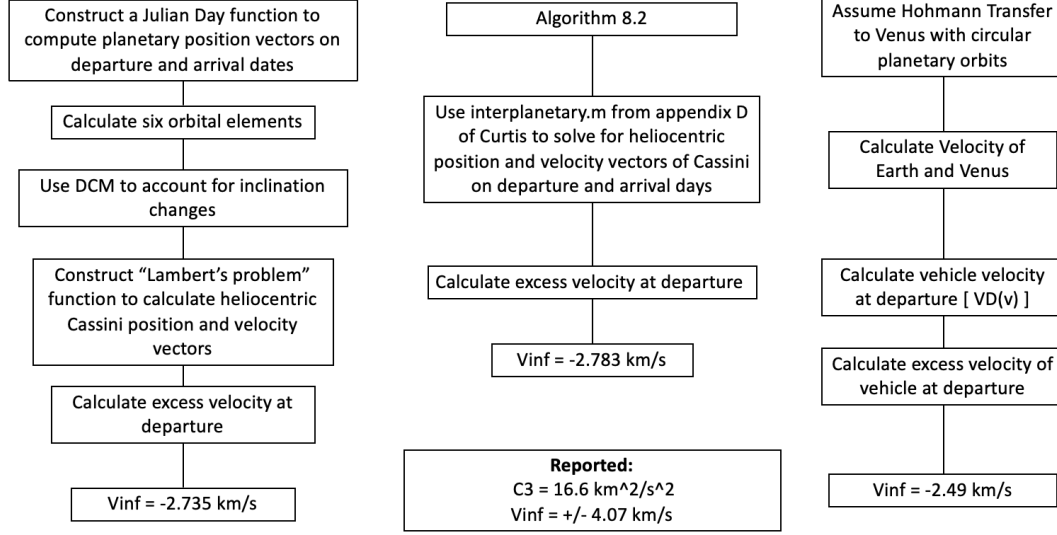 Construct a Julian Day function to
compute planetary position vectors on
departure and arrival dates
Calculate six orbital elements
Use DCM to account for inclination
changes
Construct “Lambert’s problem”
function to calculate heliocentric
Cassini position and velocity
vectors
Calculate excess velocity at
departure
Vinf = -2.735 km/s
Algorithm 8.2
Use interplanetary.m from appendix D
of Curtis to solve for heliocentric
position and velocity vectors of Cassini
on departure and arrival days
Calculate excess velocity at departure
Vinf = -2.783 km/s
Reported:
C3 = 16.6 km^2/s^2
Vinf = +/- 4.07 km/s
Assume Hohmann Transfer
to Venus with circular
planetary orbits
Calculate Velocity of
Earth and Venus
Calculate vehicle velocity
at departure [ VD(v) ]
Calculate excess velocity of
vehicle at departure
Vinf = -2.49 km/s